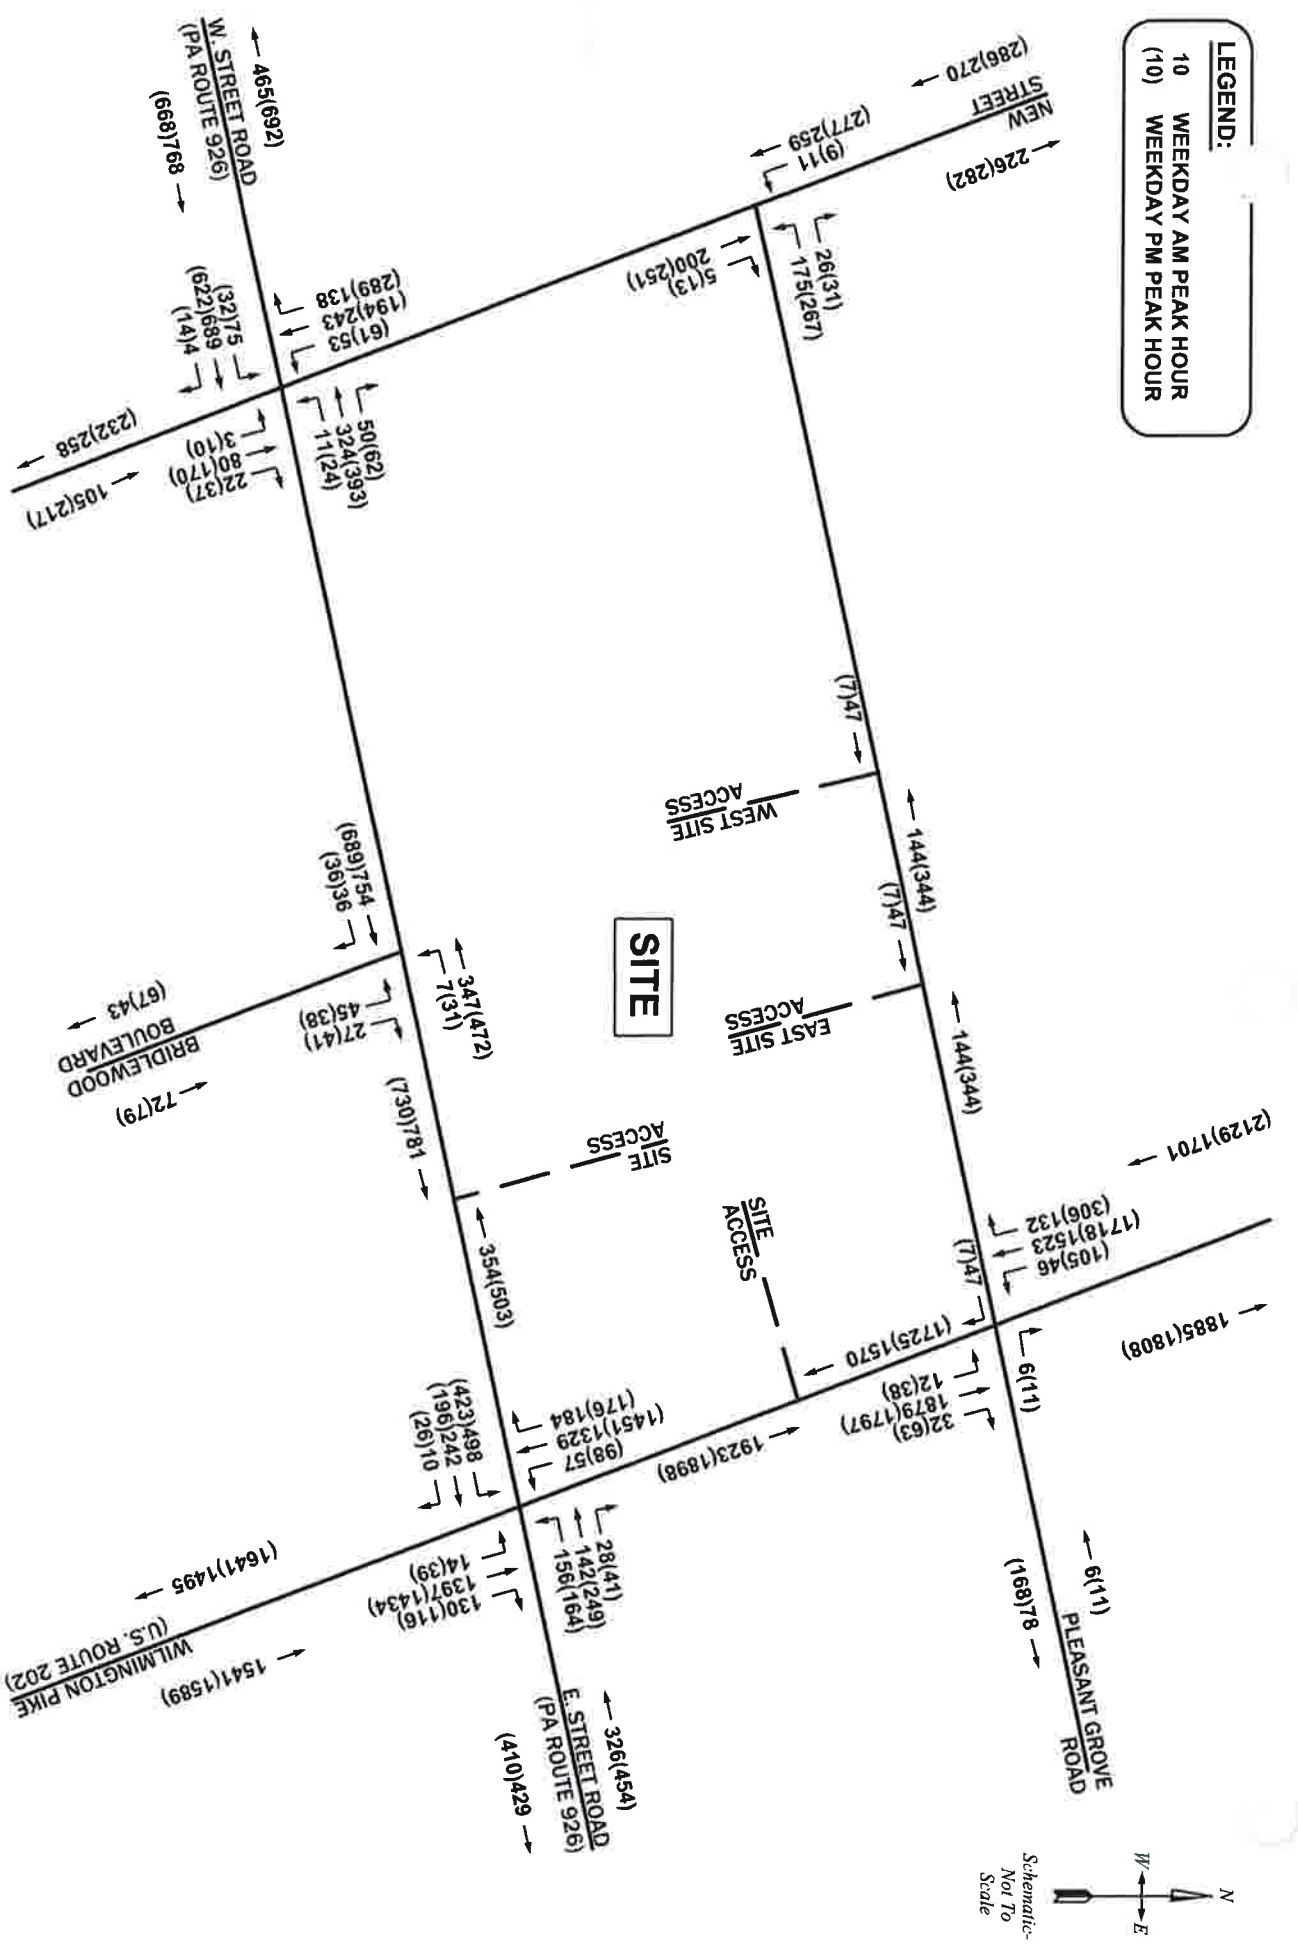 LEGEND:
10 WEEKDAY AM PEAK HOUR
(10) WEEKDAY PM PEAK HOUR
N
W E
Schematic-
Not To
Scale
(286)270
NEW
STREET
226(282)
(277)259
(9)11
26(31)
175(267)
200(251)
5(13)
465(692)
W. STREET ROAD
(PA ROUTE 926)
(668)768
(289)138
(194)243
(61)53
(32)75
(622)689
(14)4
50(62)
324(393)
11(24)
3(10)
80(170)
22(37)
(232)258
105(217)
(7)47
WEST SITE
ACCESS
144(344)
(7)47
EAST SITE
ACCESS
144(344)
SITE
(689)754
(36)36
347(472)
7(31)
45(38)
27(41)
(67)43
BRIDLEWOOD
BOULEVARD
72(79)
(730)781
SITE
ACCESS
354(503)
SITE
ACCESS
(2129)1701
(306)132
(1718)1523
(105)46
1885(1808)
(7)47
6(11)
12(38)
1879(1797)
32(63)
(1725)1570
1923(1898)
6(11)
(168)78
PLEASANT GROVE
ROAD
(176)184
(1451)1329
(98)57
(423)498
(196)242
(26)10
28(41)
142(249)
156(164)
14(39)
1397(1434)
130(116)
(1641)1495
WILMINGTON PIKE
(U.S. ROUTE 202)
1541(1589)
326(454)
E. STREET ROAD
(PA ROUTE 926)
(410)429